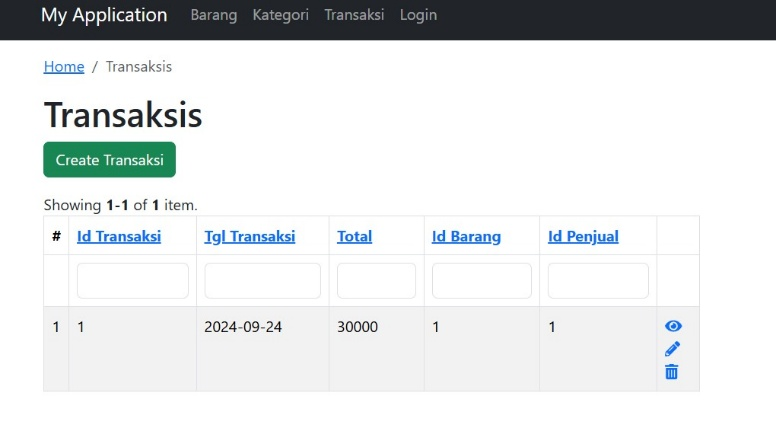 My Application Barang Kategori Transaksi Login
Home / Transaksis
Transaksis
Create Transaksi
Showing 1-1 of 1 item.
# Id Transaksi Tgl Transaksi Total Id Barang Id Penjual
1 1 2024-09-24 30000 1 1